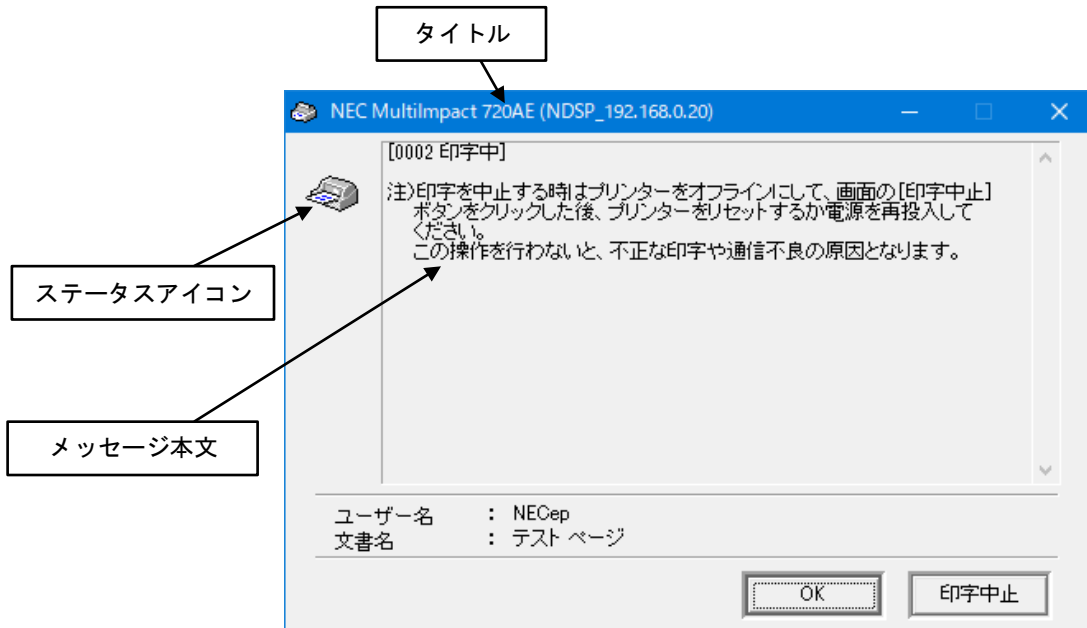 タイトル
NEC MultiImpact 720AE (NDSP_192.168.0.20)
[0002 印字中]
注)印字を中止する時はプリンターをオフラインにして、画面の[印字中止]
ボタンをクリックした後、プリンターをリセットするか電源を再投入して
ください。
この操作を行わないと、不正な印字や通信不良の原因となります。
ステータスアイコン
メッセージ本文
ユーザー名 : NECep
文書名 : テスト ページ
OK 印字中止